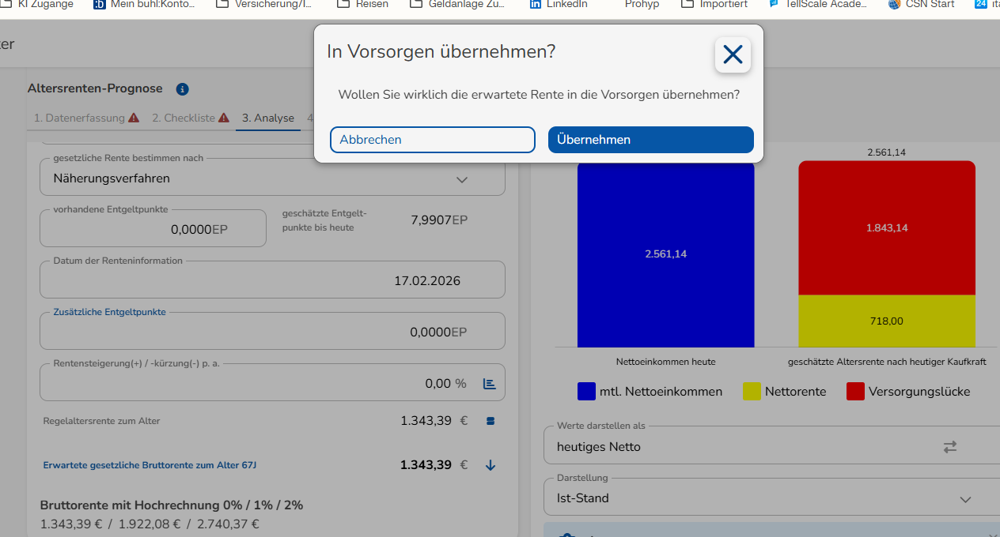 KI Zugänge
:b Mein buhl:Konto...
Versicherung/I...
Reisen
Geldanlage Zu...
in LinkedIn
Prohyp
Importiert
TellScale Acade...
CSN Start
24
ter
In Vorsorgen übernehmen?
Wollen Sie wirklich die erwartete Rente in die Vorsorgen übernehmen?
Abbrechen
Übernehmen
Altersrenten-Prognose
1. Datenerfassung
2. Checkliste
3. Analyse
4
gesetzliche Rente bestimmen nach
Näherungsverfahren
vorhandene Entgeltpunkte
0,0000EP
geschätzte Entgelt-
punkte bis heute
7,9907EP
Datum der Renteninformation
17.02.2026
Zusätzliche Entgeltpunkte
0,0000EP
Rentensteigerung(+) / -kürzung(-) p. a.
0,00 %
Regelaltersrente zum Alter
1.343,39 €
Erwartete gesetzliche Bruttorente zum Alter 67J
1.343,39 €
Bruttorente mit Hochrechnung 0% / 1% / 2%
1.343,39 € / 1.922,08 € / 2.740,37 €
2.561,14
2.561,14
1.843,14
718,00
Nettoeinkommen heute
geschätzte Altersrente nach heutiger Kaufkraft
mtl. Nettoeinkommen
Nettorente
Versorgungslücke
Werte darstellen als
heutiges Netto
Darstellung
Ist-Stand